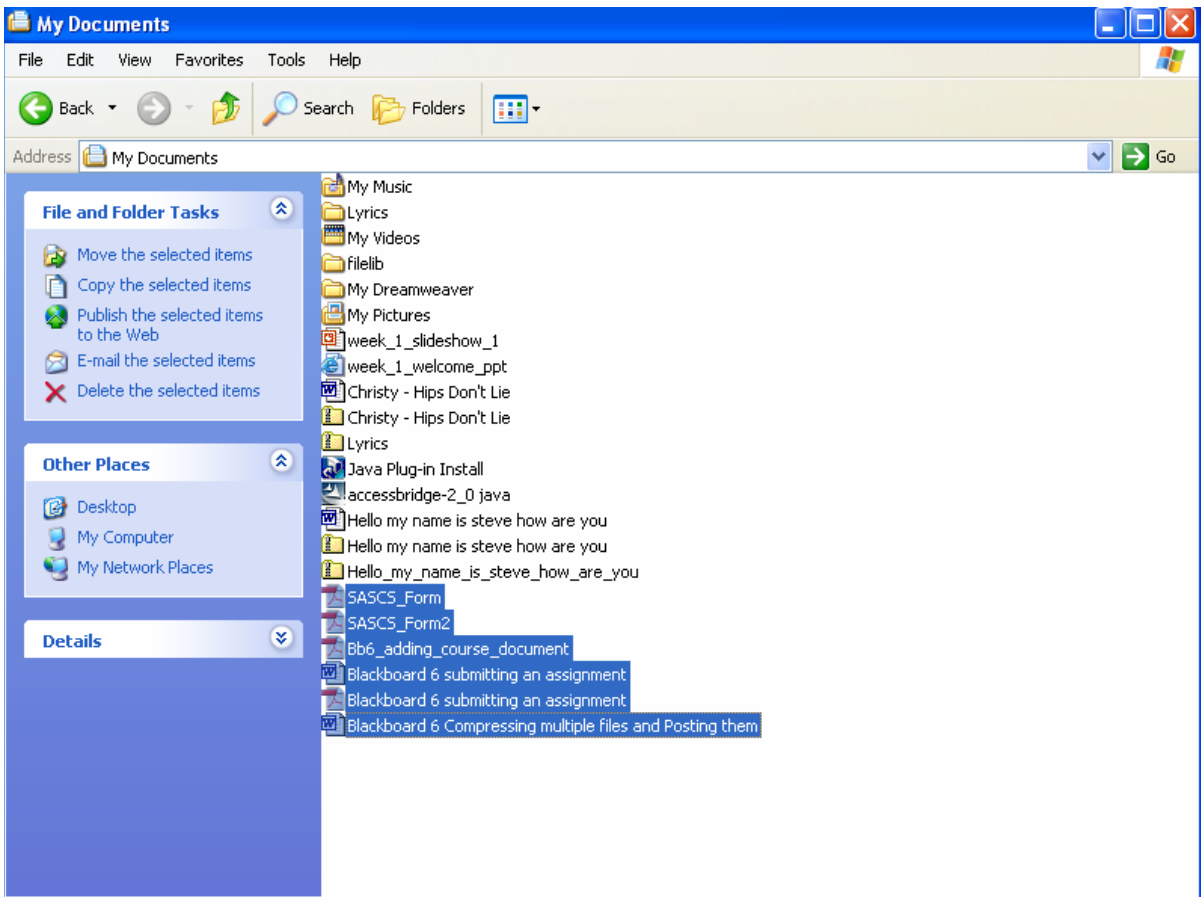 My Documents
File Edit View Favorites Tools Help
Back Search Folders
Address My Documents Go
File and Folder Tasks
Move the selected items
Copy the selected items
Publish the selected items
to the Web
E-mail the selected items
Delete the selected items
Other Places
Desktop
My Computer
My Network Places
Details
My Music
Lyrics
My Videos
filelib
My Dreamweaver
My Pictures
week_1_slideshow_1
week_1_welcome_ppt
Christy - Hips Don't Lie
Christy - Hips Don't Lie
Lyrics
Java Plug-in Install
accessbridge-2_0 java
Hello my name is steve how are you
Hello my name is steve how are you
Hello_my_name_is_steve_how_are_you
SASCS_Form
SASCS_Form2
Bb6_adding_course_document
Blackboard 6 submitting an assignment
Blackboard 6 submitting an assignment
Blackboard 6 Compressing multiple files and Posting them